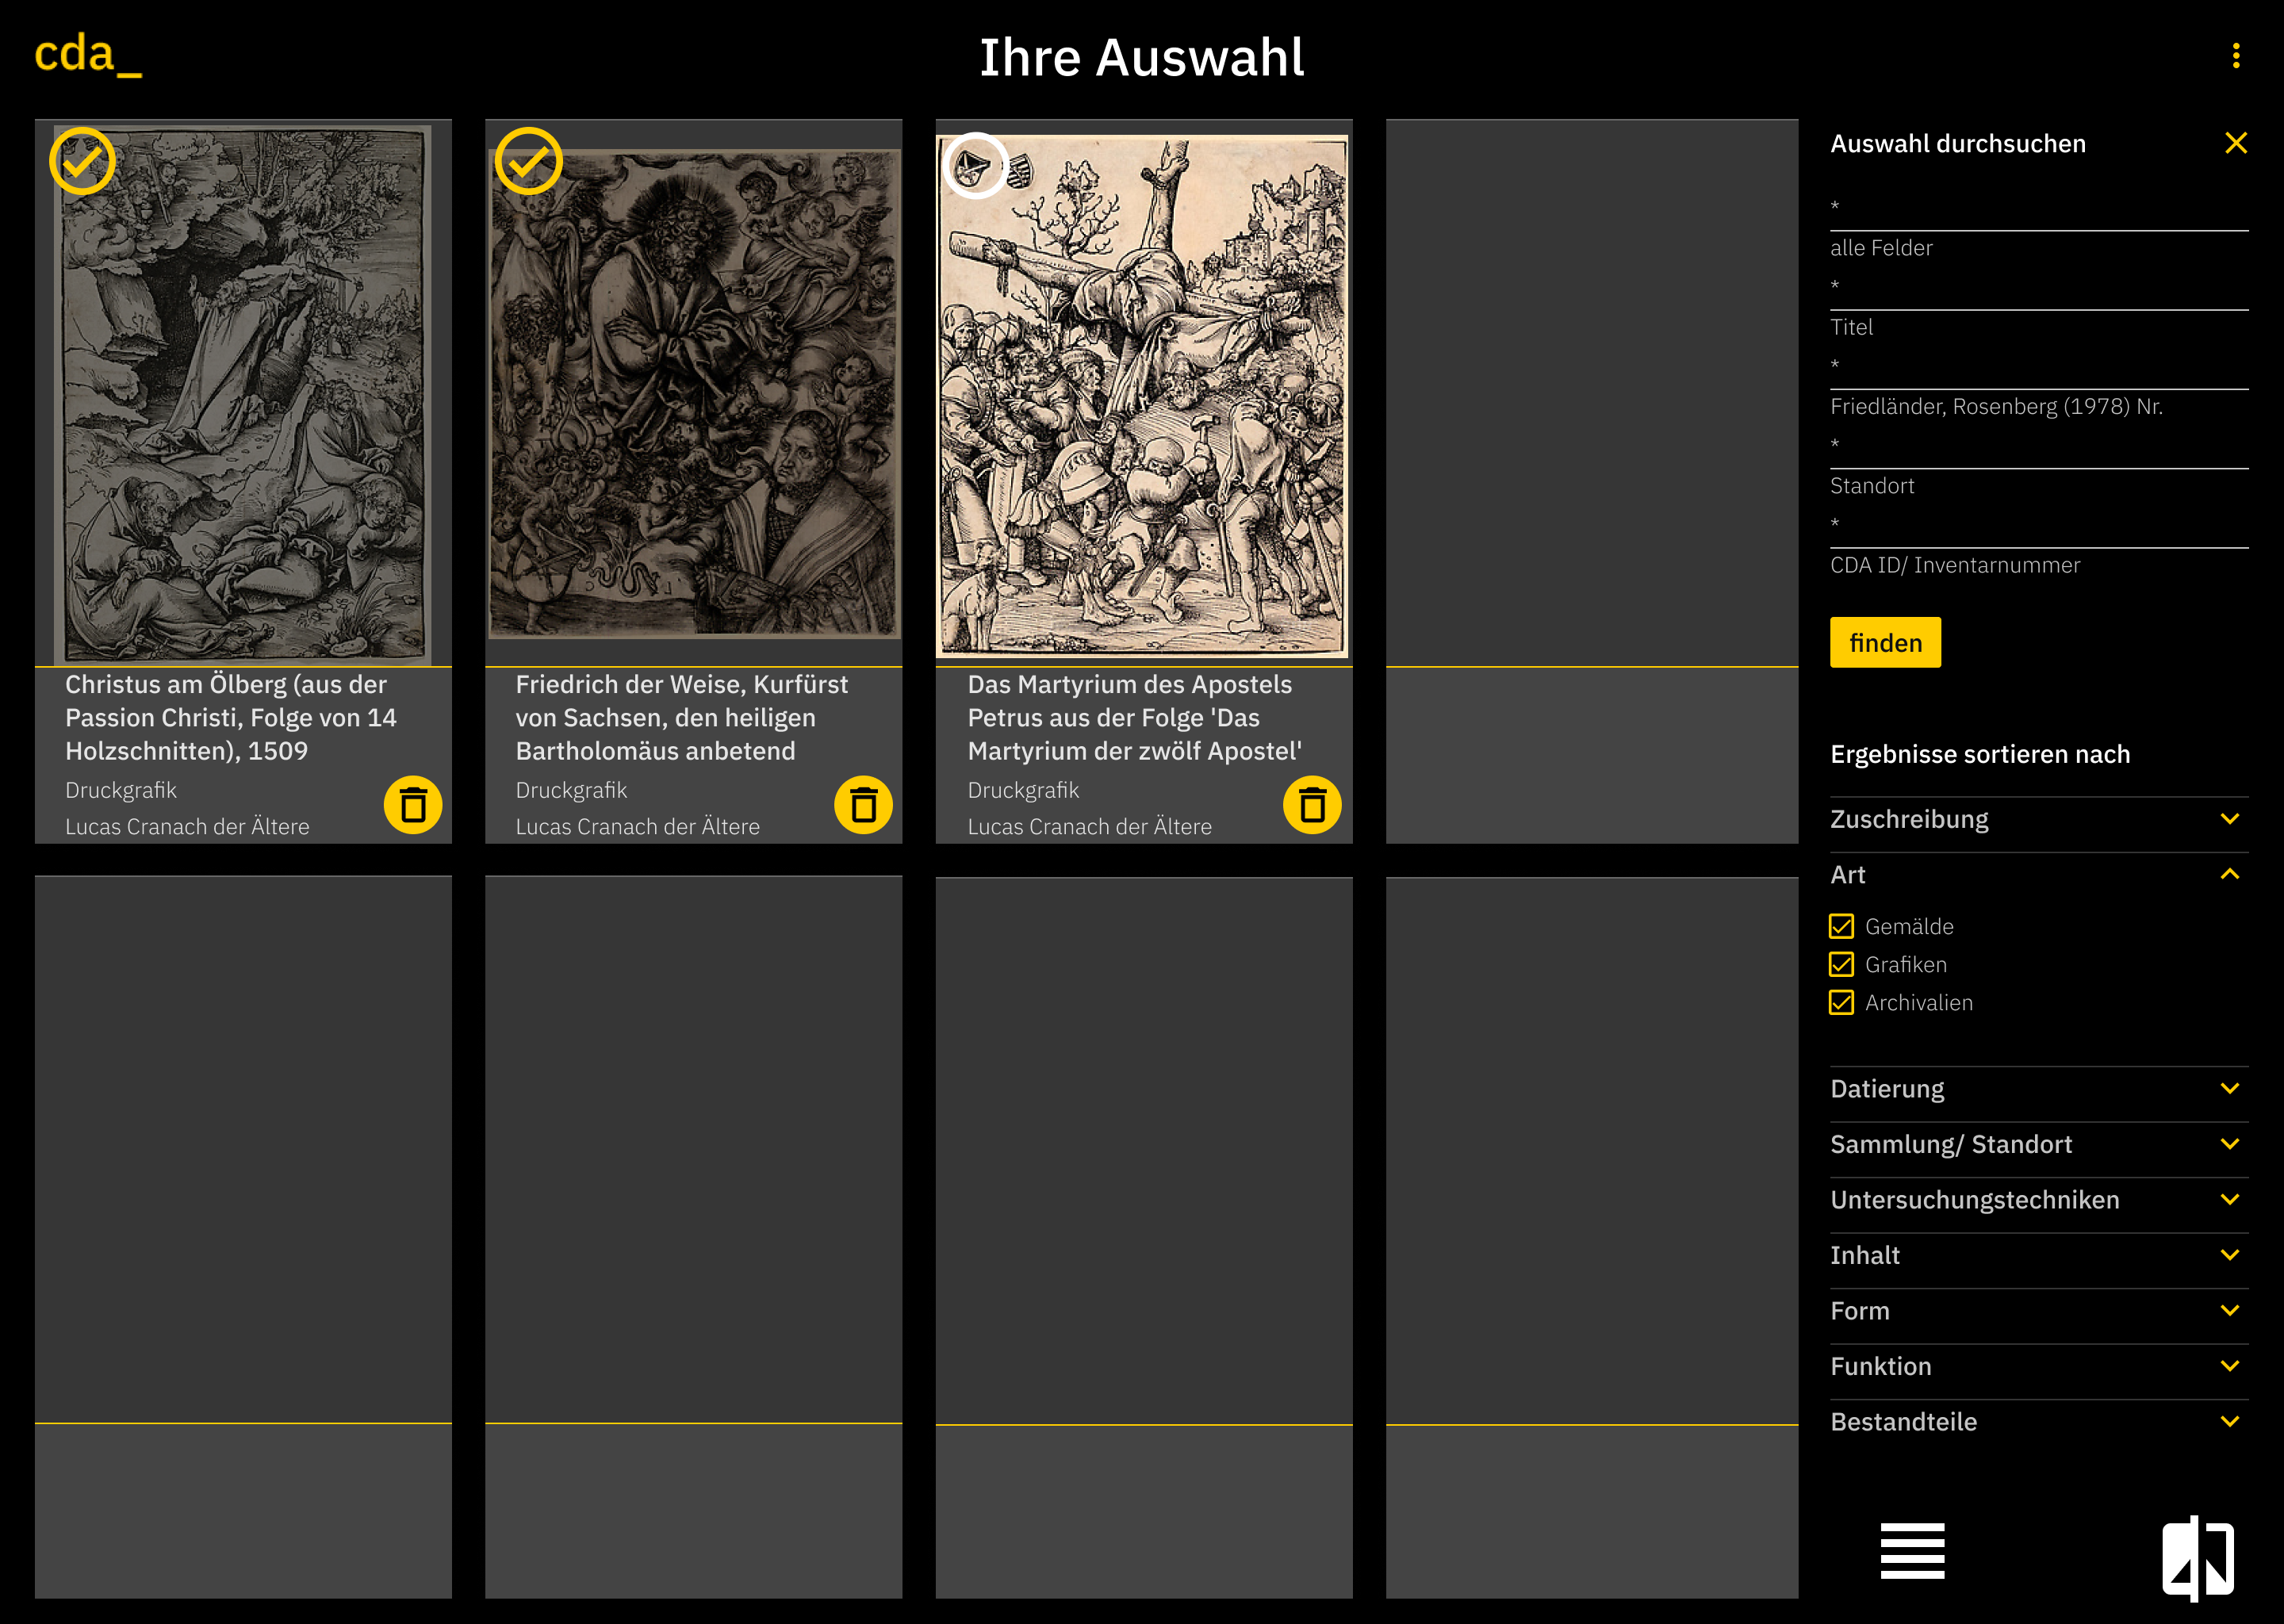 cda_
Ihre Auswahl
Christus am Ölberg (aus der
Passion Christi, Folge von 14
Holzschnitten), 1509
Druckgrafik
Lucas Cranach der Ältere
Friedrich der Weise, Kurfürst
von Sachsen, den heiligen
Bartholomäus anbetend
Druckgrafik
Lucas Cranach der Ältere
Das Martyrium des Apostels
Petrus aus der Folge 'Das
Martyrium der zwölf Apostel'
Druckgrafik
Lucas Cranach der Ältere
Auswahl durchsuchen
*
alle Felder
*
Titel
*
Friedländer, Rosenberg (1978) Nr.
*
Standort
*
CDA ID/ Inventarnummer
finden
Ergebnisse sortieren nach
Zuschreibung
Art
Gemälde
Grafiken
Archivalien
Datierung
Sammlung/ Standort
Untersuchungstechniken
Inhalt
Form
Funktion
Bestandteile